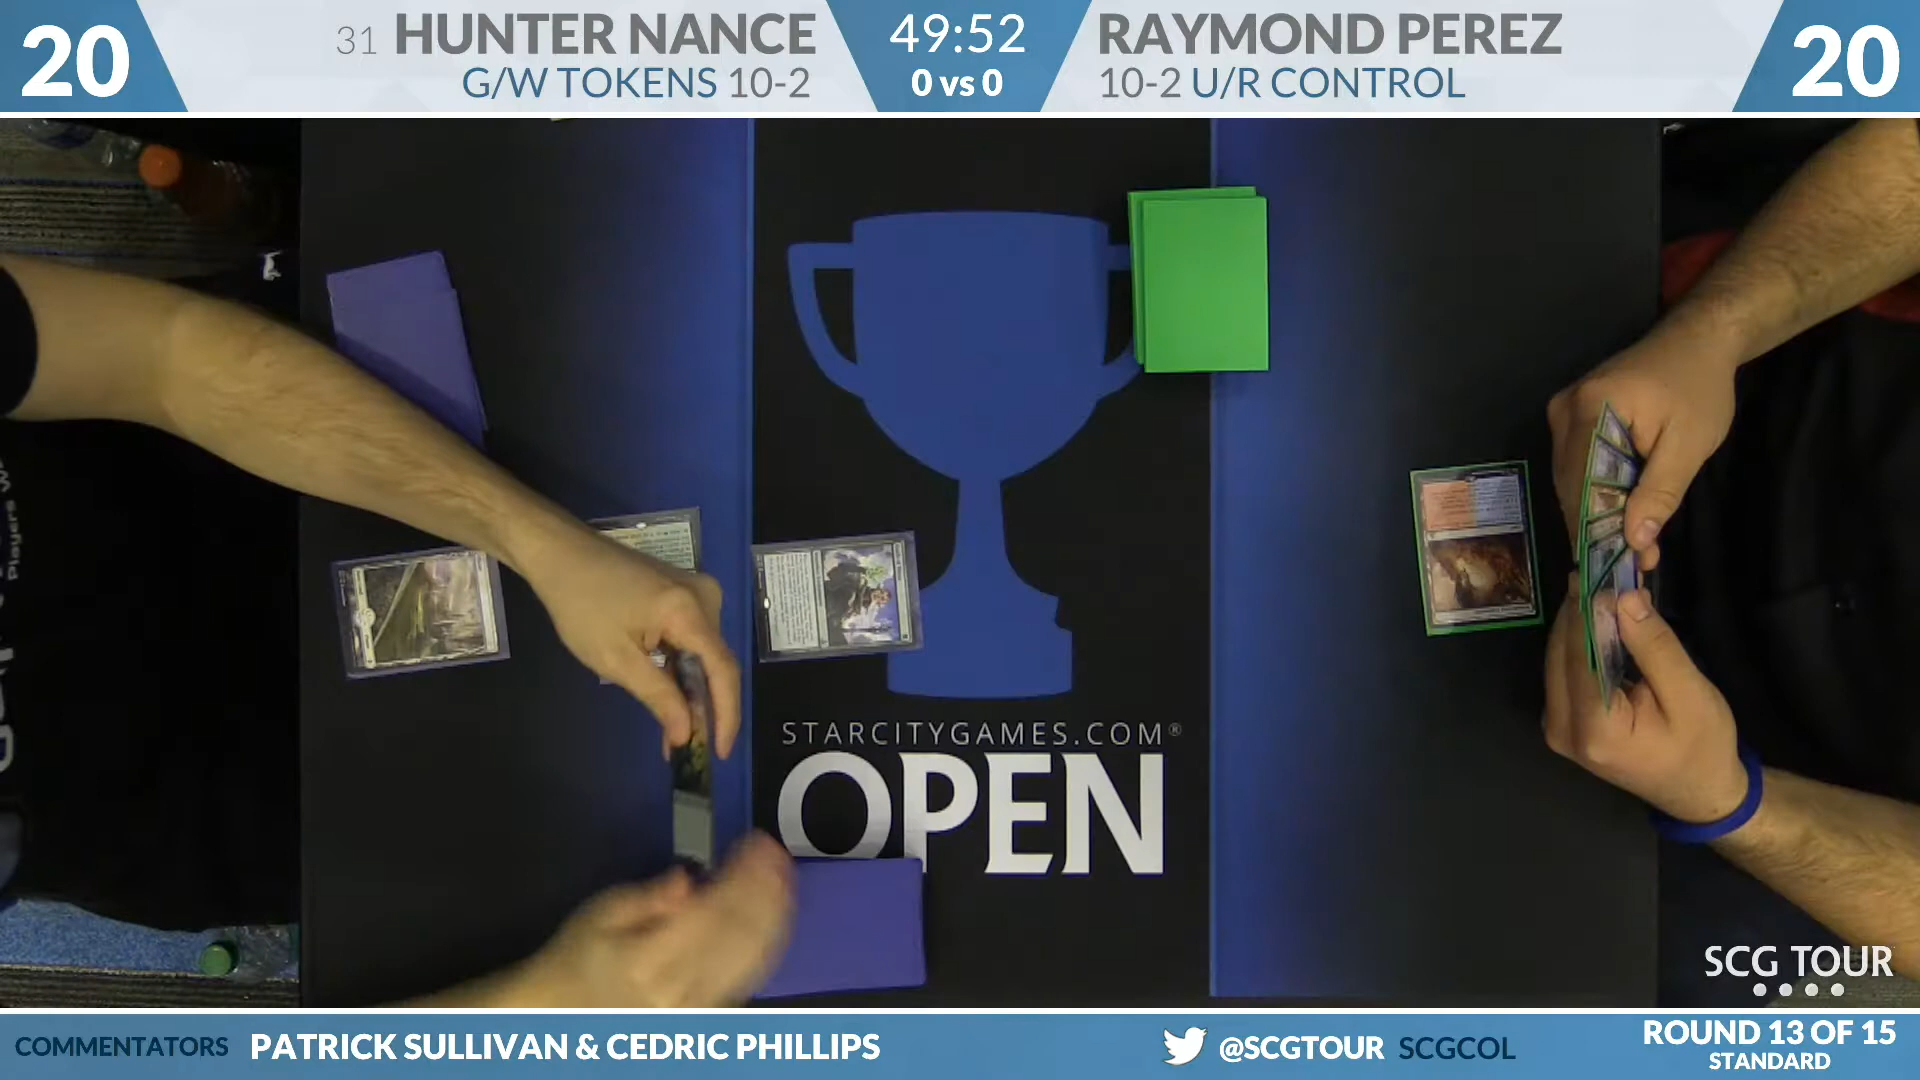 20
31 HUNTER NANCE
G/W TOKENS 10-2
49:52
0 vs 0
RAYMOND PEREZ
10-2 U/R CONTROL
20
STARCITYGAMES.COM®
OPEN
SCG TOUR
COMMENTATORS PATRICK SULLIVAN & CEDRIC PHILLIPS
@SCGTOUR SCGCOL
ROUND 13 OF 15
STANDARD